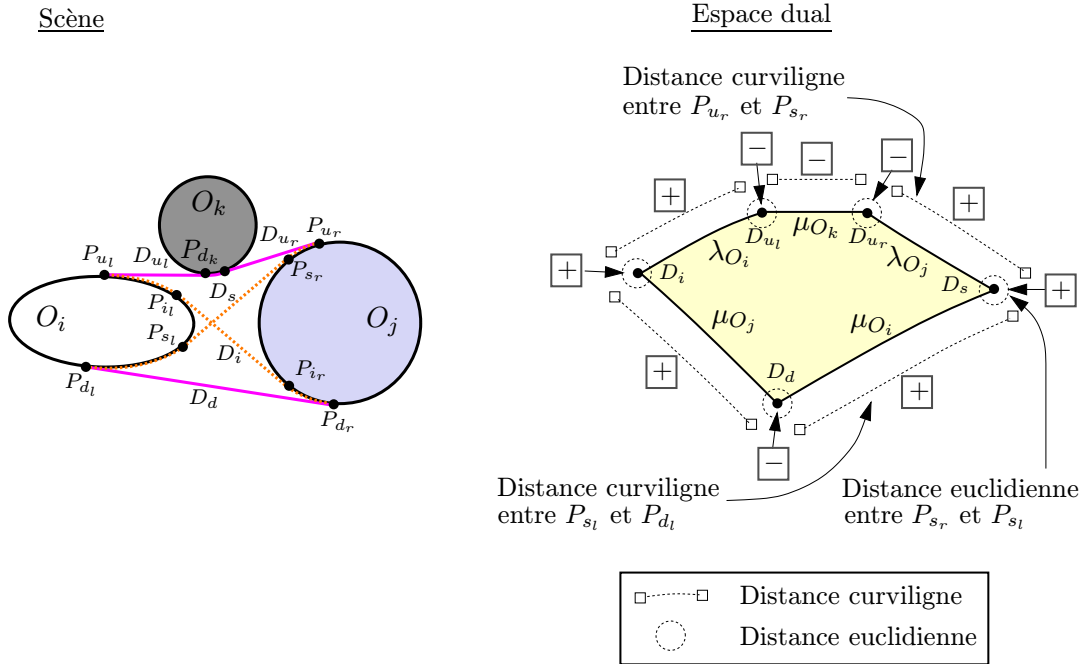 Scène
O_k
P_{d_k}
P_{u_l}
D_{u_l}
D_{u_r}
P_{u_r}
P_{s_r}
D_s
P_{i_l}
O_i
P_{s_l}
O_j
D_i
P_{i_r}
P_{d_l}
D_d
P_{d_r}
Espace dual
Distance curviligne
entre P_{u_r} et P_{s_r}
−
−
−
+
+
D_{u_l}
μ_{O_k}
D_{u_r}
λ_{O_i}
λ_{O_j}
+
D_i
D_s
+
μ_{O_j}
μ_{O_i}
+
D_d
+
−
Distance curviligne
entre P_{s_l} et P_{d_l}
Distance euclidienne
entre P_{s_r} et P_{s_l}
Distance curviligne
Distance euclidienne